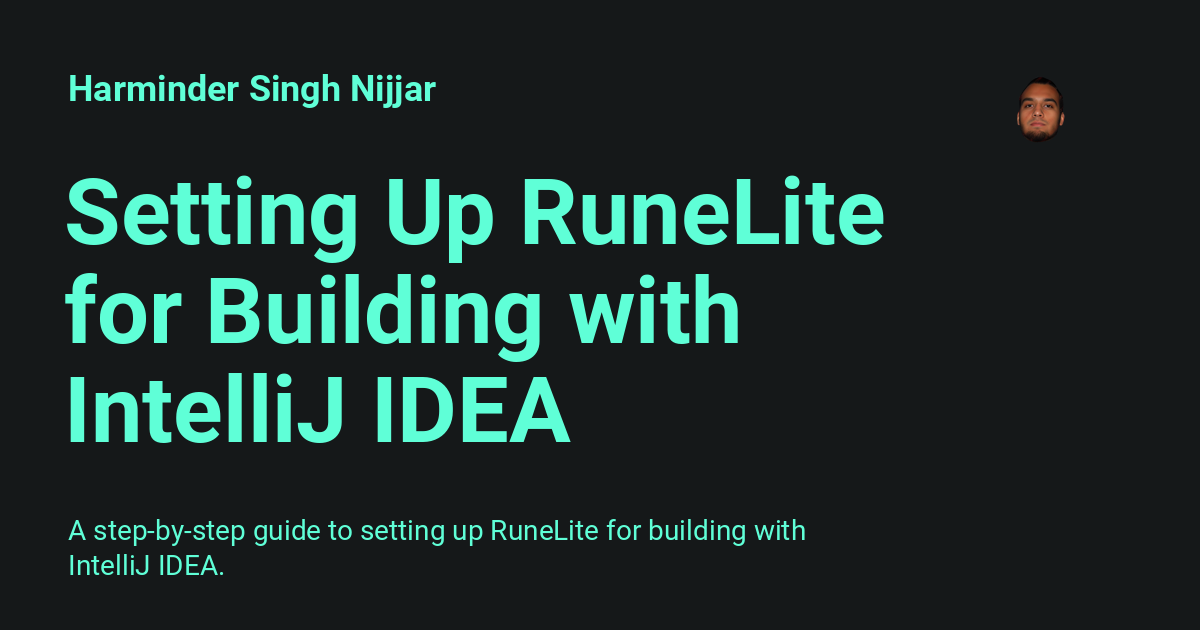 Harminder Singh Nijjar
Setting Up RuneLite
for Building with
IntelliJ IDEA
A step-by-step guide to setting up RuneLite for building with
IntelliJ IDEA.